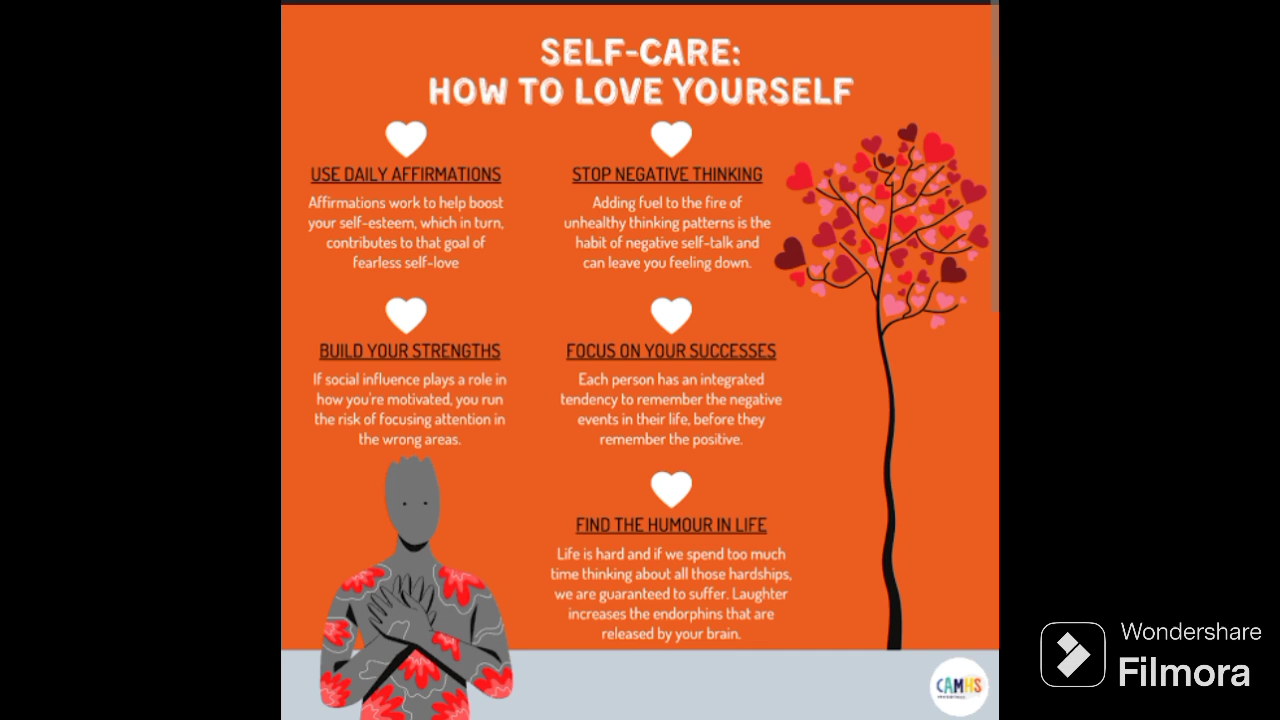 SELF-CARE:
HOW TO LOVE YOURSELF
USE DAILY AFFIRMATIONS
Affirmations work to help boost
your self-esteem, which in turn,
contributes to that goal of
fearless self-love
STOP NEGATIVE THINKING
Adding fuel to the fire of
unhealthy thinking patterns is the
habit of negative self-talk and
can leave you feeling down.
BUILD YOUR STRENGTHS
If social influence plays a role in
how you're motivated, you run
the risk of focusing attention in
the wrong areas.
FOCUS ON YOUR SUCCESSES
Each person has an integrated
tendency to remember the negative
events in their life, before they
remember the positive.
FIND THE HUMOUR IN LIFE
Life is hard and if we spend too much
time thinking about all those hardships,
we are guaranteed to suffer. Laughter
increases the endorphins that are
released by your brain.
CAMHS
Wondershare
Filmora